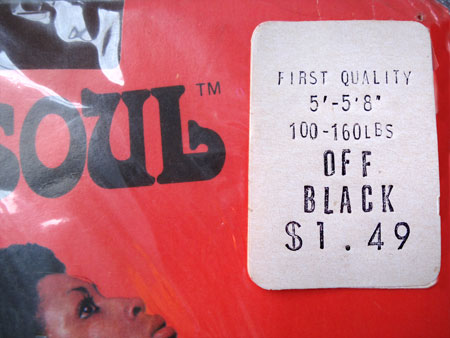 SOUL™
FIRST QUALITY
5'-5'8"
100-160LBS
OFF
BLACK
$1.49